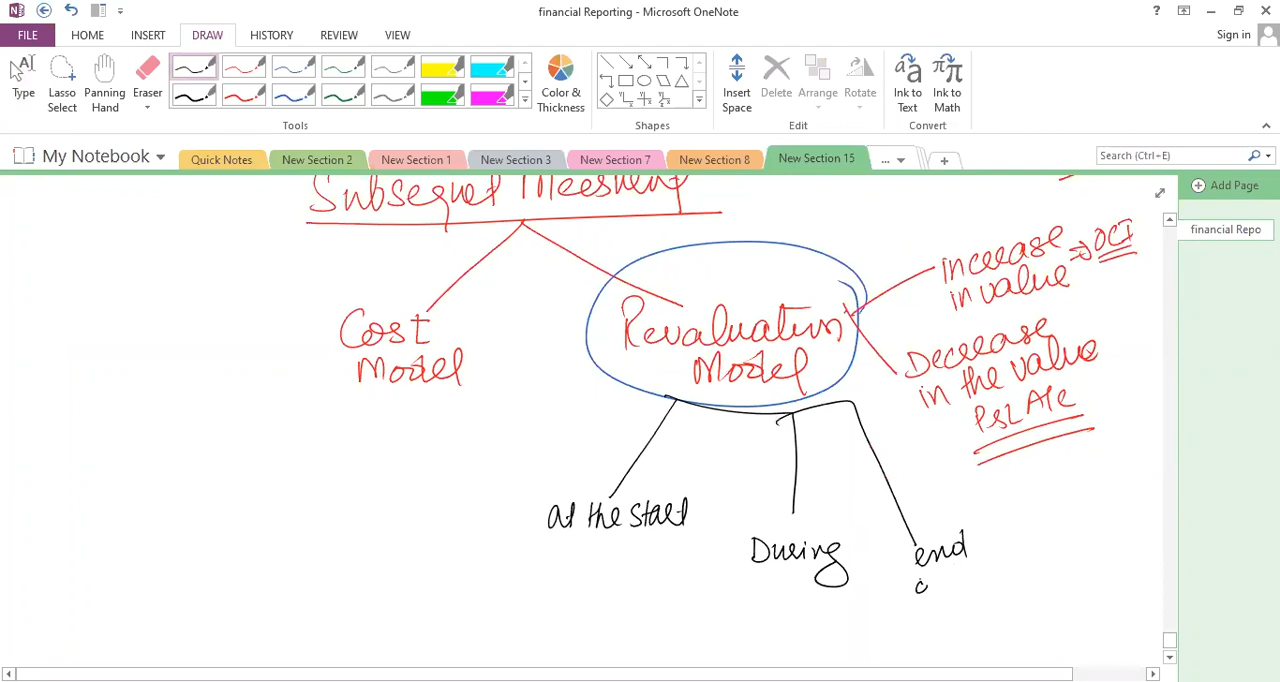 financial Reporting - Microsoft OneNote
FILE HOME INSERT DRAW HISTORY REVIEW VIEW Sign in
Type
Lasso Select
Panning Hand
Eraser
Color & Thickness
Insert Space
Delete
Arrange
Rotate
Ink to Text
Ink to Math
Tools Shapes Edit Convert
My Notebook Quick Notes New Section 2 New Section 1 New Section 3 New Section 7 New Section 8 New Section 15 ... Search (Ctrl+E)
Add Page
financial Repo
Subsequet
Cost
Model
Revaluation
Model
increase
in value → OCI
Decrease
in the value
P&L A/c
at the start
During
end